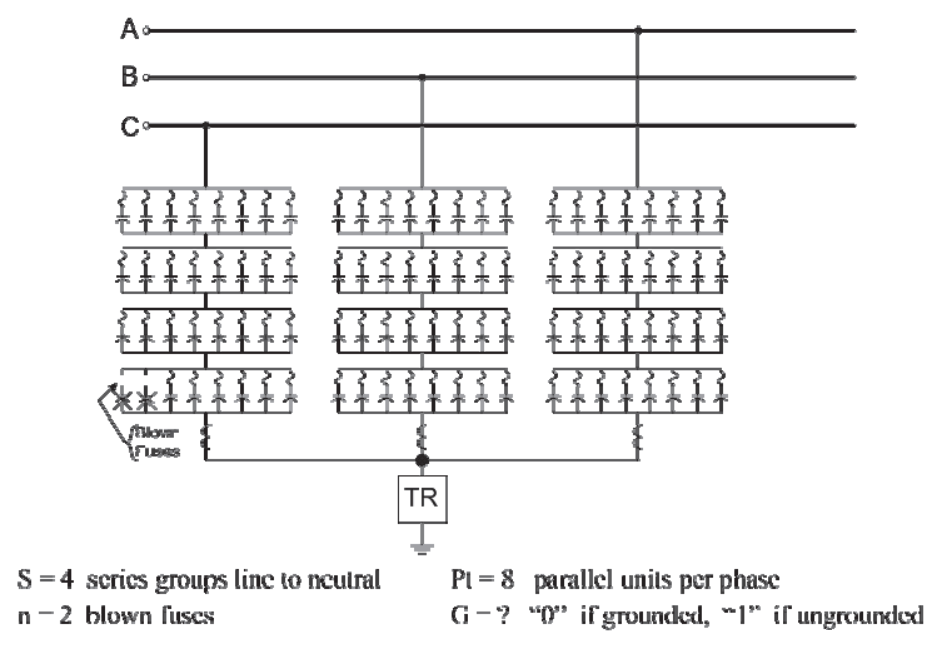 A
B
C
Blown
Fuses
TR
S = 4 series groups line to neutral
Pt = 8 parallel units per phase
n = 2 blown fuses
G = ? "0" if grounded, "1" if ungrounded